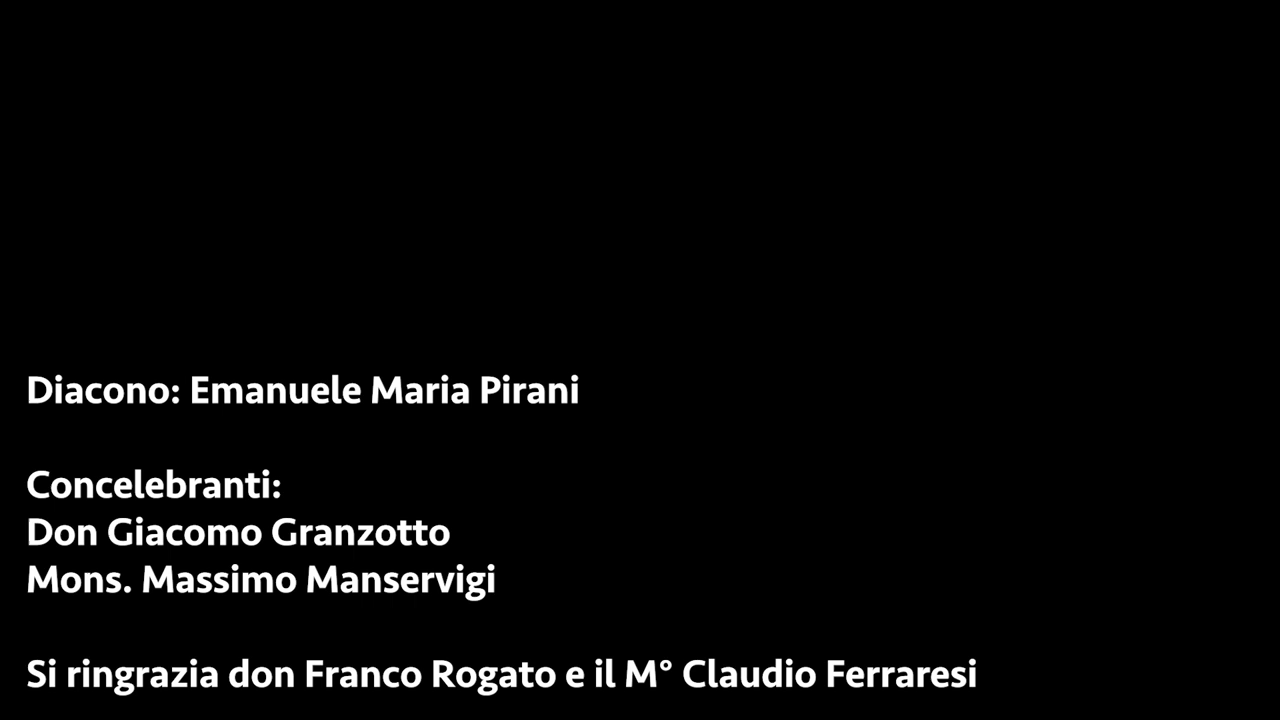 Diacono: Emanuele Maria Pirani
Concelebranti:
Don Giacomo Granzotto
Mons. Massimo Manservigi
Si ringrazia don Franco Rogato e il M° Claudio Ferraresi